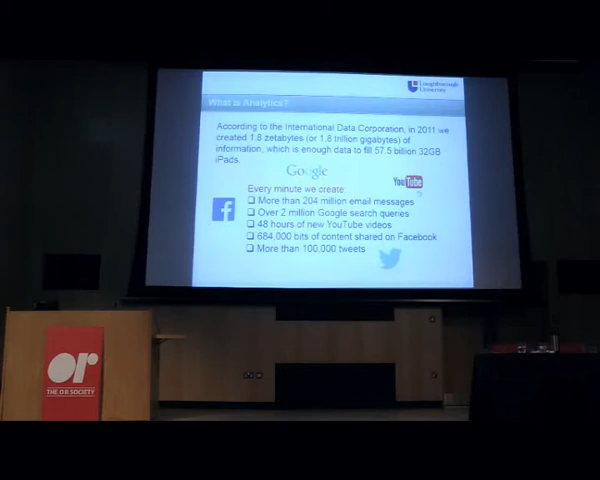 Loughborough
University
What is Analytics?
According to the International Data Corporation, in 2011 we
created 1.8 zetabytes (or 1.8 trillion gigabytes) of
information, which is enough data to fill 57.5 billion 32GB
iPads.
Google
YouTube
Every minute we create:
More than 204 million email messages
Over 2 million Google search queries
48 hours of new YouTube videos
f
684,000 bits of content shared on Facebook
More than 100,000 tweets
or
THE OR SOCIETY